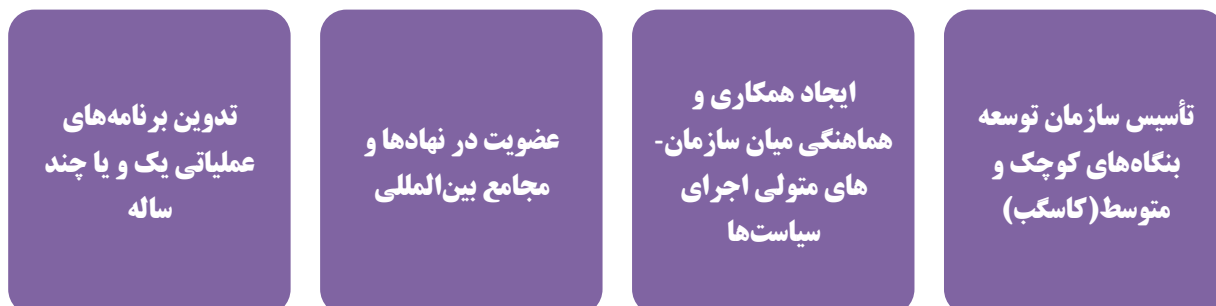 تأسیس سازمان توسعه
بنگاه‌های کوچک و
متوسط(کاسگب)
ایجاد همکاری و
هماهنگی میان سازمان-
های متولی اجرای
سیاست‌ها
عضویت در نهادها و
مجامع بین‌المللی
تدوین برنامه‌های
عملیاتی یک و یا چند
ساله